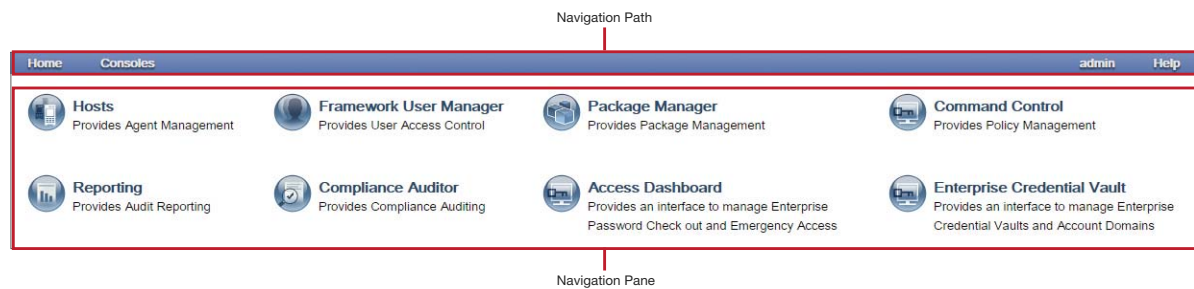 Navigation Path
Home Consoles admin Help
Hosts
Provides Agent Management
Framework User Manager
Provides User Access Control
Package Manager
Provides Package Management
Command Control
Provides Policy Management
Reporting
Provides Audit Reporting
Compliance Auditor
Provides Compliance Auditing
Access Dashboard
Provides an interface to manage Enterprise
Password Check out and Emergency Access
Enterprise Credential Vault
Provides an interface to manage Enterprise
Credential Vaults and Account Domains
Navigation Pane